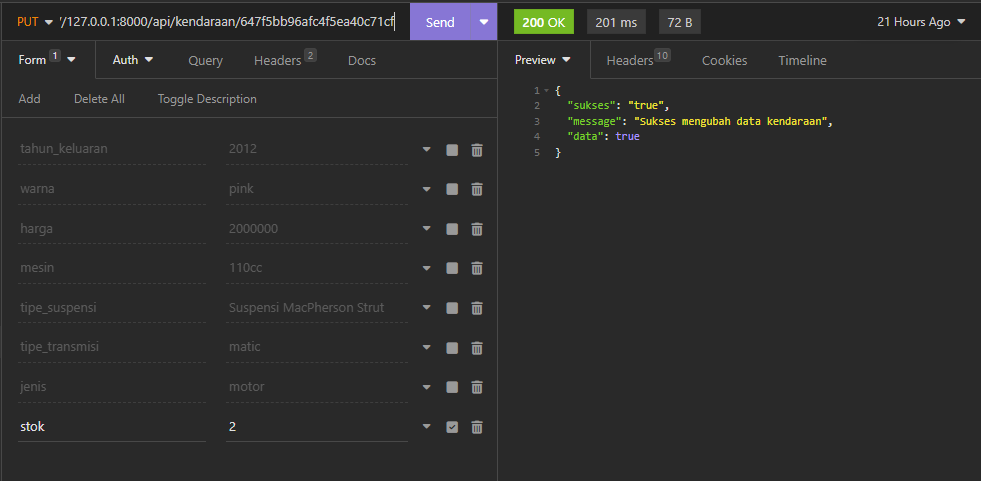 PUT '/127.0.0.1:8000/api/kendaraan/647f5bb96afc4f5ea40c71cf Send
Form 1 Auth Query Headers 2 Docs
Add Delete All Toggle Description
tahun_keluaran 2012
warna pink
harga 2000000
mesin 110cc
tipe_suspensi Suspensi MacPherson Strut
tipe_transmisi matic
jenis motor
stok 2
200 OK 201 ms 72 B 21 Hours Ago
Preview Headers 10 Cookies Timeline
1 {
2 "sukses": "true",
3 "message": "Sukses mengubah data kendaraan",
4 "data": true
5 }